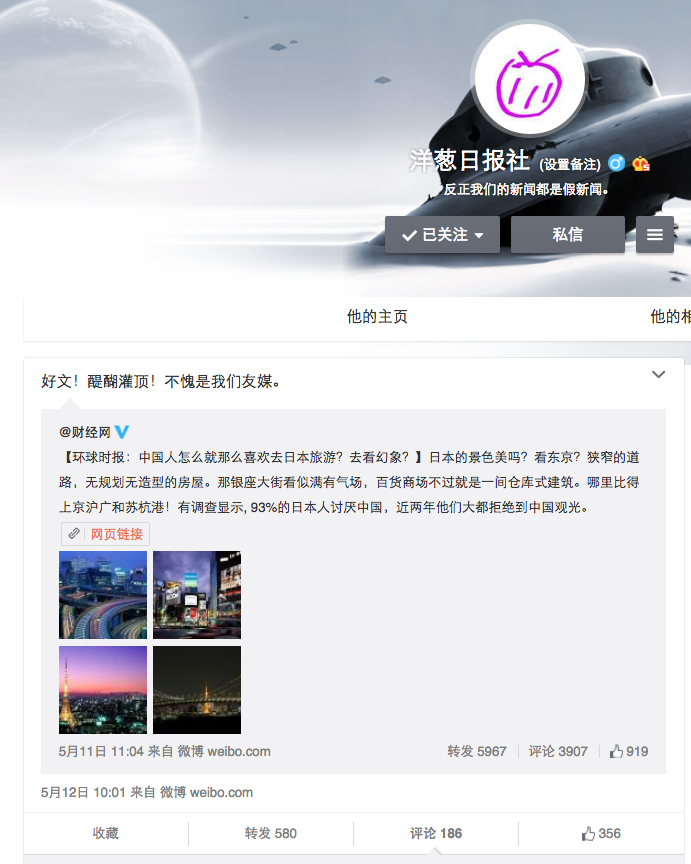 洋葱日报社 (设置备注)
反正我们的新闻都是假新闻。
已关注
私信
他的主页
他的相
好文！醍醐灌顶！不愧是我们友媒。
@财经网
【环球时报：中国人怎么就那么喜欢去日本旅游？去看幻象？】日本的景色美吗？看东京？狭窄的道
路，无规划无造型的房屋。那银座大街看似满有气场，百货商场不过就是一间仓库式建筑。哪里比得
上京沪广和苏杭港！有调查显示, 93%的日本人讨厌中国，近两年他们大都拒绝到中国观光。
网页链接
5月11日 11:04 来自 微博 weibo.com
转发 5967
评论 3907
919
5月12日 10:01 来自 微博 weibo.com
收藏
转发 580
评论 186
356